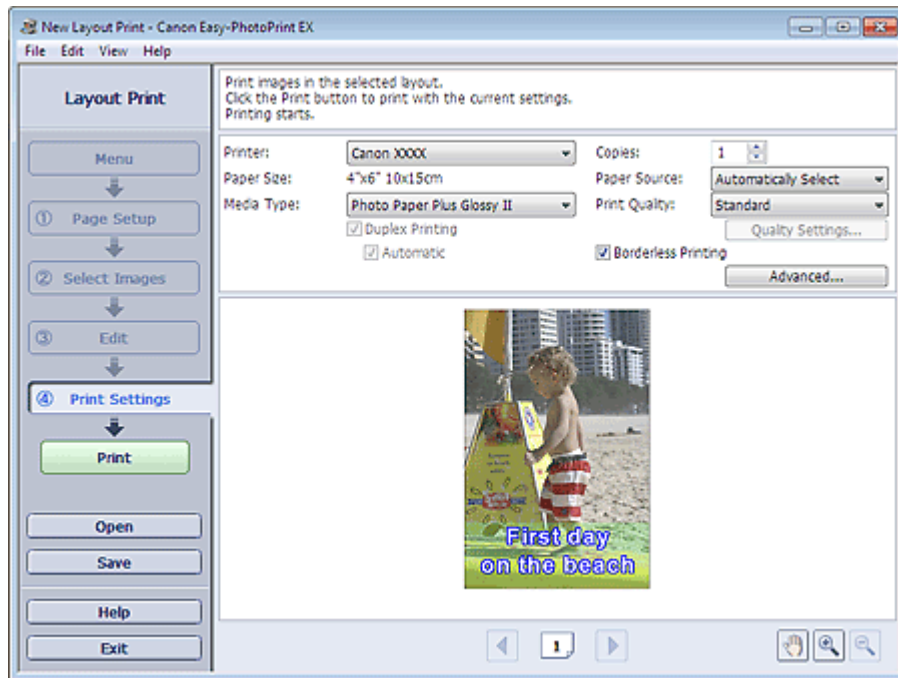 New Layout Print - Canon Easy-PhotoPrint EX
File Edit View Help
Layout Print
Menu
① Page Setup
② Select Images
③ Edit
④ Print Settings
Print
Open
Save
Help
Exit
Print images in the selected layout.
Click the Print button to print with the current settings.
Printing starts.
Printer: Canon XXXX Copies: 1
Paper Size: 4"x6" 10x15cm Paper Source: Automatically Select
Media Type: Photo Paper Plus Glossy II Print Quality: Standard
Duplex Printing Quality Settings...
Automatic Borderless Printing
Advanced...
First day
on the beach
1